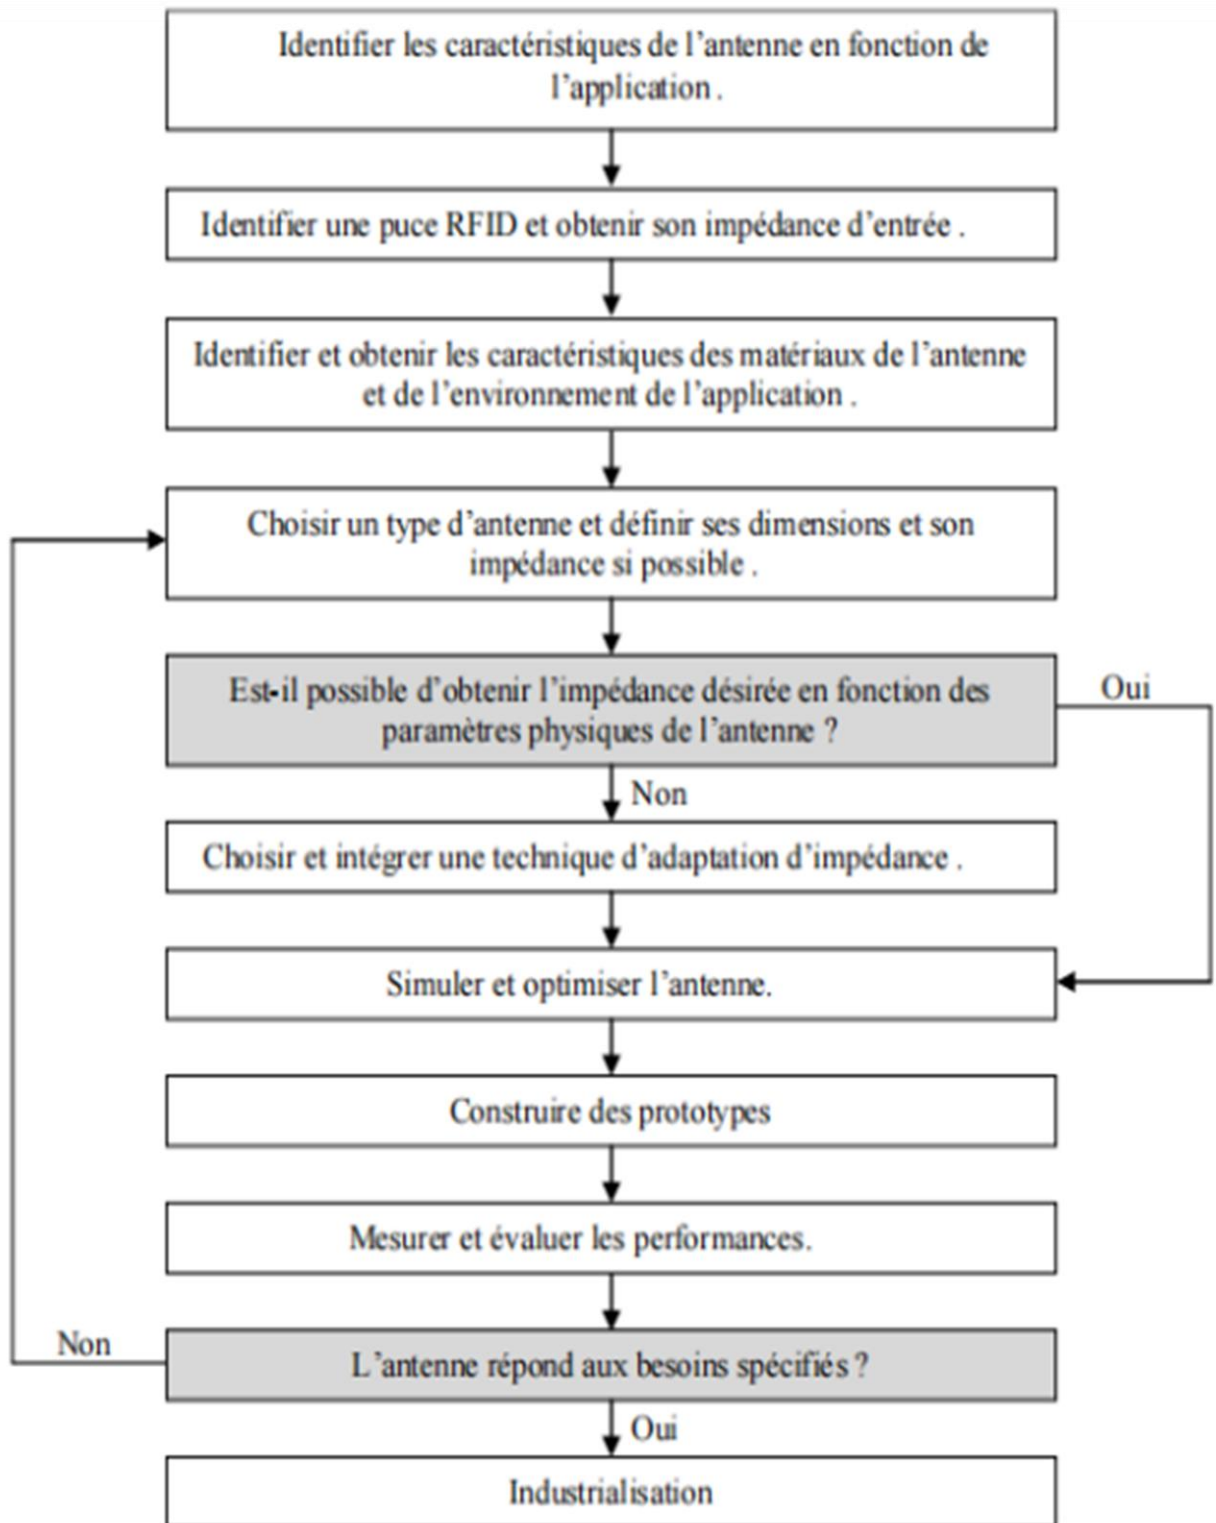 Identifier les caractéristiques de l'antenne en fonction de
l'application .
Identifier une puce RFID et obtenir son impédance d'entrée .
Identifier et obtenir les caractéristiques des matériaux de l'antenne
et de l'environnement de l'application .
Choisir un type d'antenne et définir ses dimensions et son
impédance si possible .
Est-il possible d'obtenir l'impédance désirée en fonction des
paramètres physiques de l'antenne ?
Oui
Non
Choisir et intégrer une technique d'adaptation d'impédance .
Simuler et optimiser l'antenne.
Construire des prototypes
Mesurer et évaluer les performances.
Non
L'antenne répond aux besoins spécifiés ?
Oui
Industrialisation